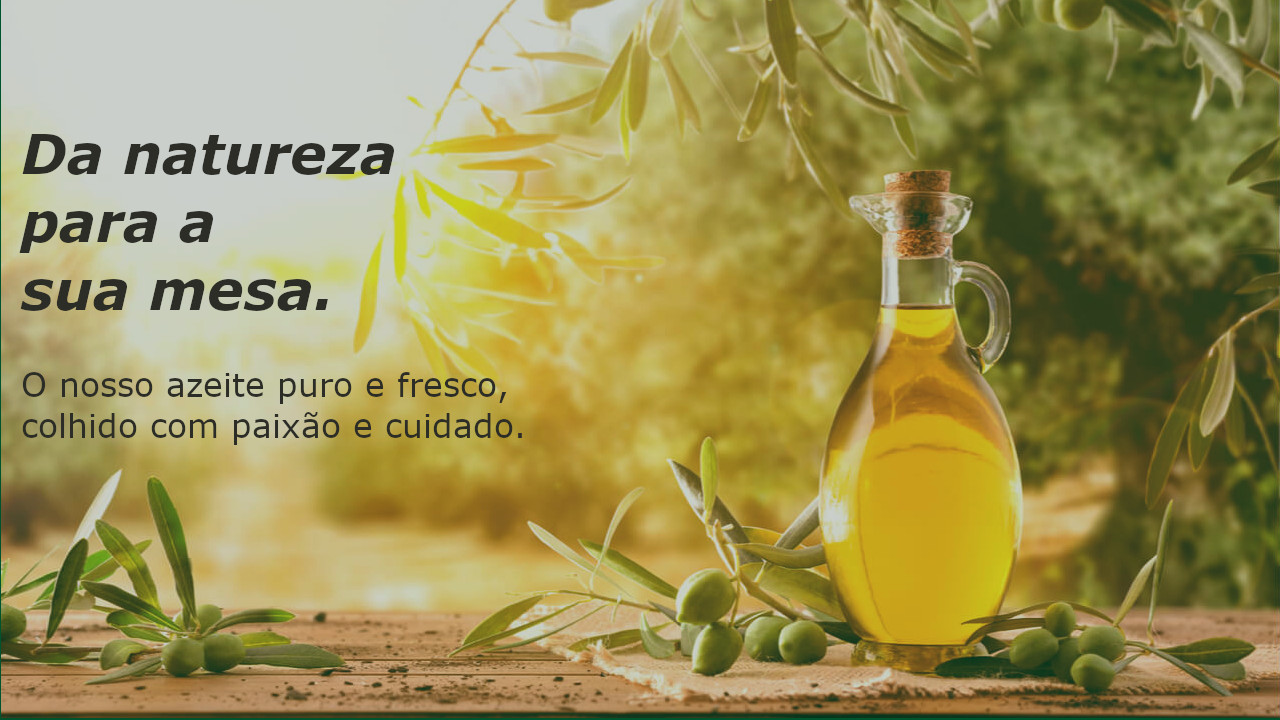 Da natureza
para a
sua mesa.
O nosso azeite puro e fresco,
colhido com paixão e cuidado.